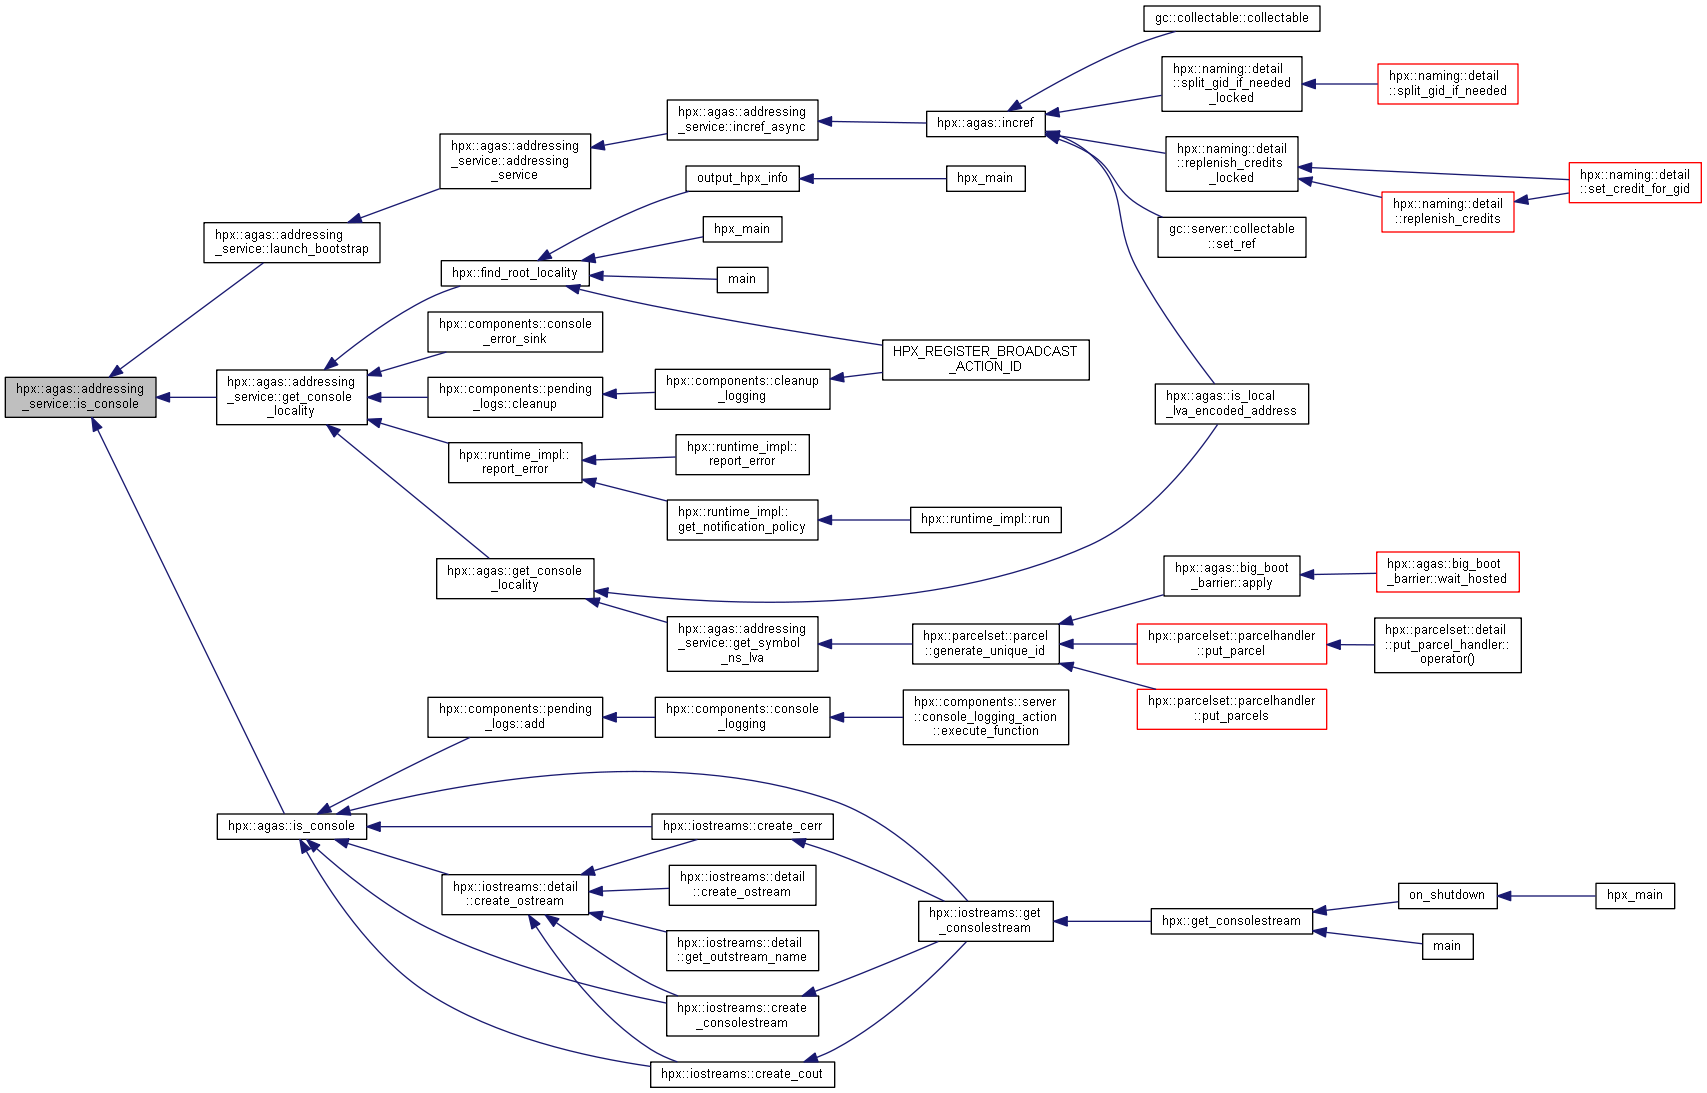 gc::collectable::collectable
hpx::naming::detail
::split_gid_if_needed
_locked
hpx::naming::detail
::split_gid_if_needed
hpx::agas::addressing
_service::incref_async
hpx::agas::incref
hpx::agas::addressing
_service::addressing
_service
hpx::naming::detail
::replenish_credits
_locked
hpx::naming::detail
::set_credit_for_gid
output_hpx_info
hpx_main
hpx::naming::detail
::replenish_credits
hpx_main
gc::server::collectable
::set_ref
hpx::agas::addressing
_service::launch_bootstrap
hpx::find_root_locality
main
hpx::components::console
_error_sink
HPX_REGISTER_BROADCAST
_ACTION_ID
hpx::agas::addressing
_service::is_console
hpx::agas::addressing
_service::get_console
_locality
hpx::components::pending
_logs::cleanup
hpx::components::cleanup
_logging
hpx::agas::is_local
_lva_encoded_address
hpx::runtime_impl::
report_error
hpx::runtime_impl::
report_error
hpx::runtime_impl::
get_notification_policy
hpx::runtime_impl::run
hpx::agas::get_console
_locality
hpx::agas::big_boot
_barrier::apply
hpx::agas::big_boot
_barrier::wait_hosted
hpx::agas::addressing
_service::get_symbol
_ns_lva
hpx::parcelset::parcel
::generate_unique_id
hpx::parcelset::parcelhandler
::put_parcel
hpx::parcelset::detail
::put_parcel_handler::
operator()
hpx::parcelset::parcelhandler
::put_parcels
hpx::components::pending
_logs::add
hpx::components::console
_logging
hpx::components::server
::console_logging_action
::execute_function
hpx::agas::is_console
hpx::iostreams::create_cerr
hpx::iostreams::detail
::create_ostream
hpx::iostreams::detail
::create_ostream
hpx::iostreams::get
_consolestream
hpx::get_consolestream
on_shutdown
hpx_main
main
hpx::iostreams::detail
::get_outstream_name
hpx::iostreams::create
_consolestream
hpx::iostreams::create_cout